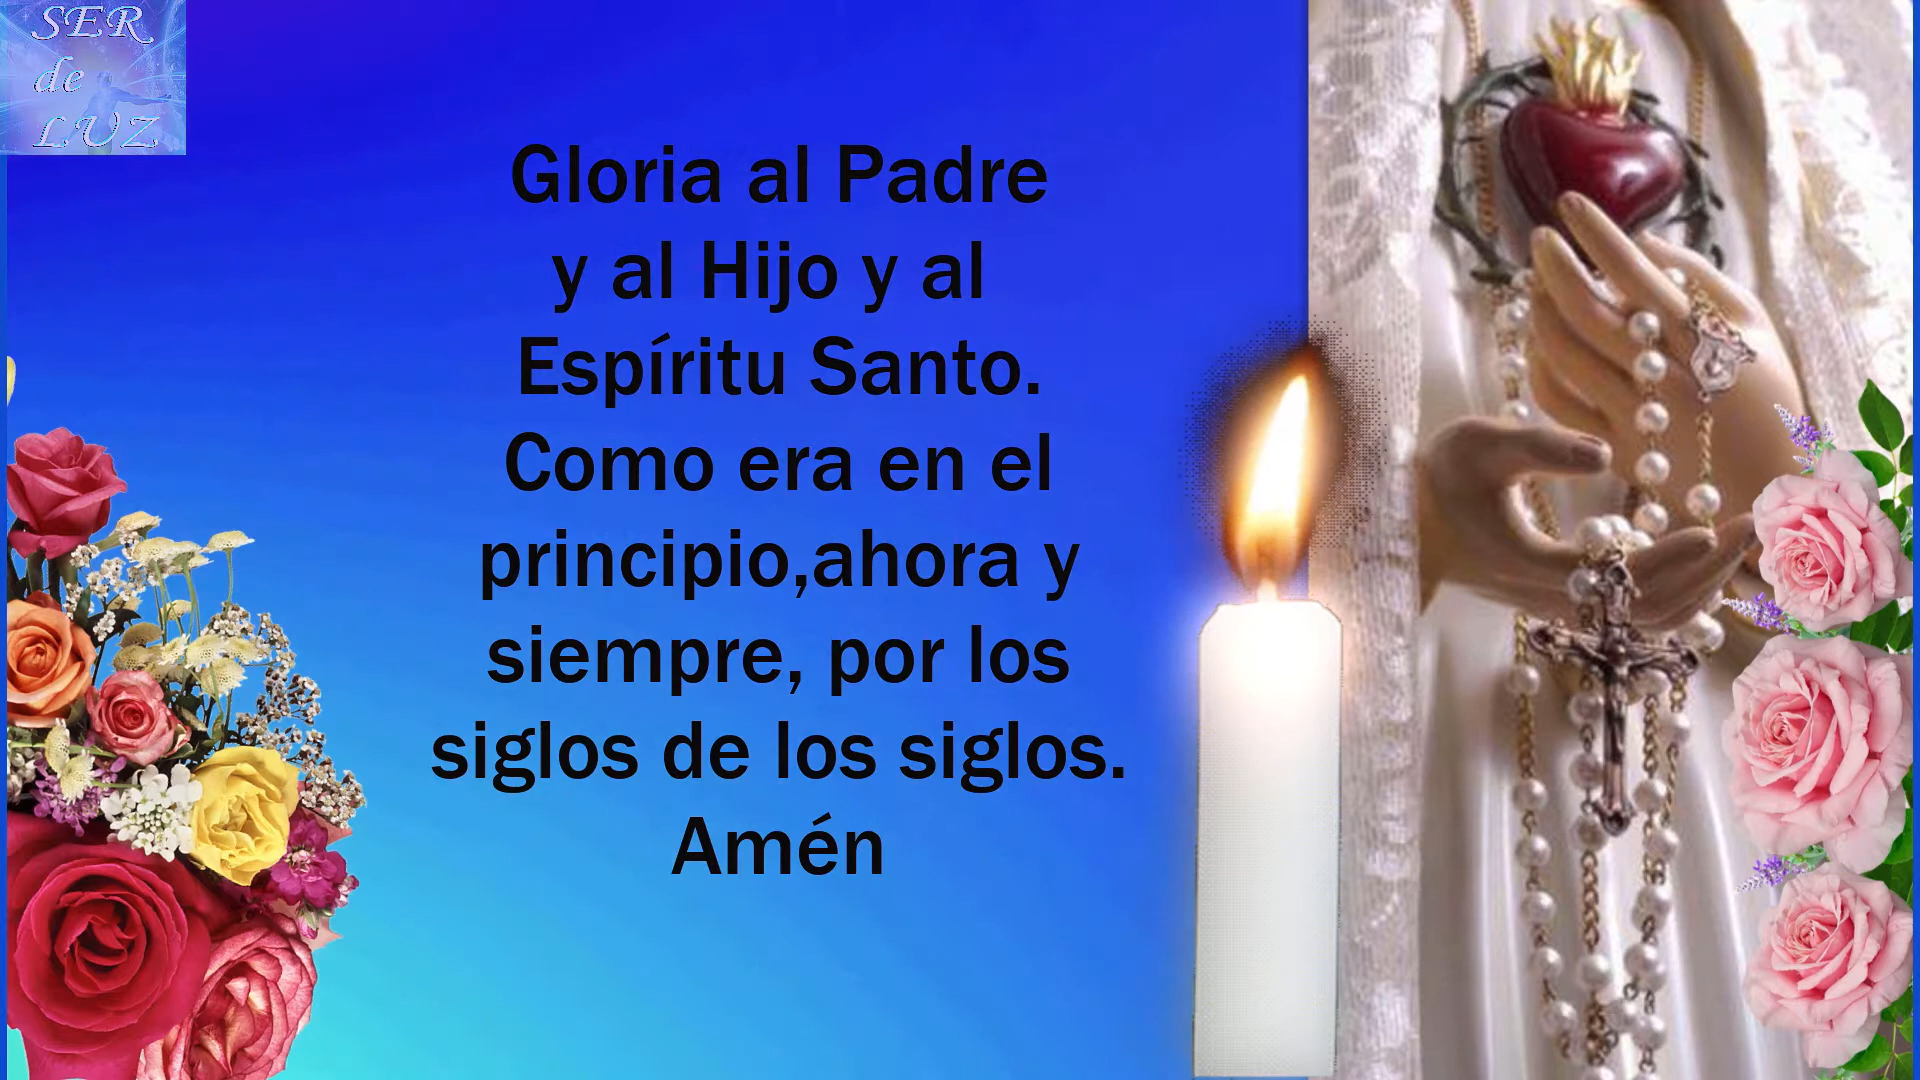 SER
de
LUZ
Gloria al Padre
y al Hijo y al
Espíritu Santo.
Como era en el
principio,ahora y
siempre, por los
siglos de los siglos.
Amén